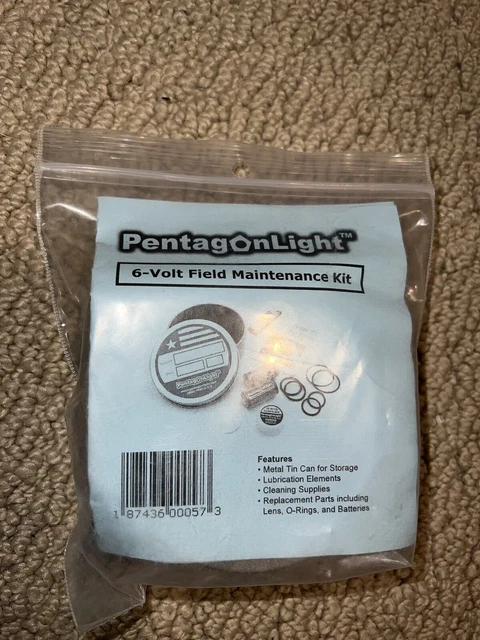 PentagonLight™
6-Volt Field Maintenance Kit
PENTAGONLIGHT
Features
• Metal Tin Can for Storage
• Lubrication Elements
• Cleaning Supplies
• Replacement Parts including
Lens, O-Rings, and Batteries
1 87436 00057 3